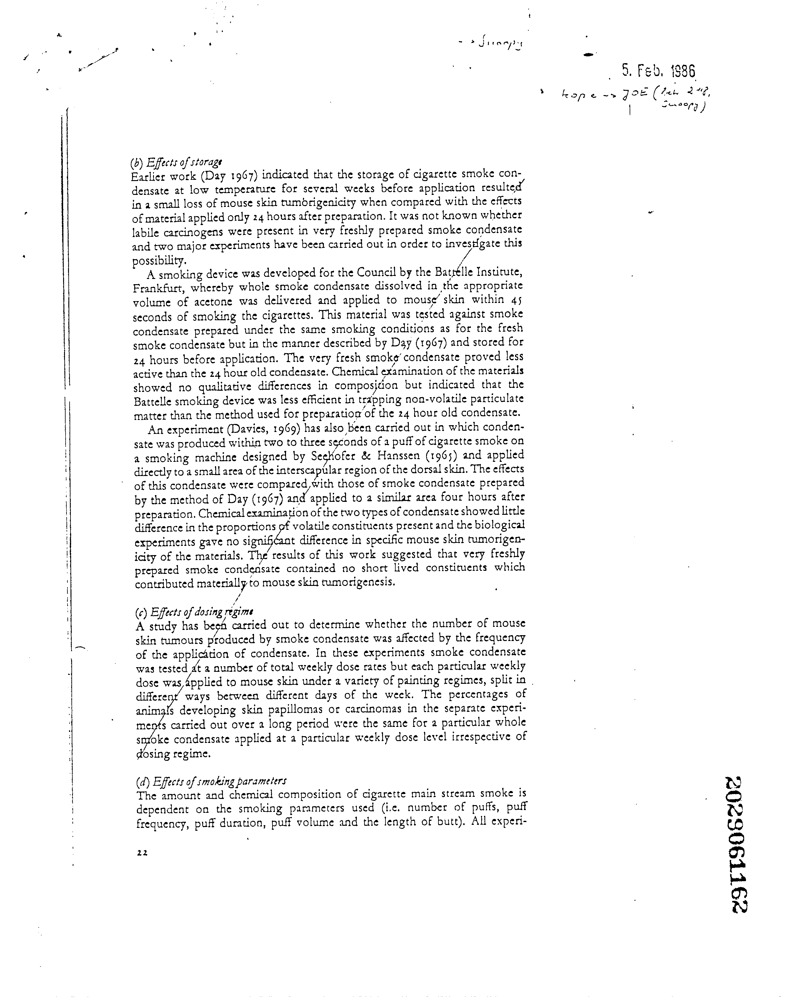 5. Feb. 1986
(b) Effects of storage
Earlier work (Day 1967) indicated that the storage of cigarette smoke con-
densate at low temperature for several weeks before application resulted
in a small loss of mouse skin tumorigenicity when compared with the effects
of material applied only 24 hours after preparation. It was not known whether
labile carcinogens were present in very freshly prepared smoke condensate
and two major experiments have been carried out in order to investigate this
possibility.
A smoking device was developed for the Council by the Battelle Institute,
Frankfurt, whereby whole smoke condensate dissolved in the appropriate
volume of acetone was delivered and applied to mouse skin within 45
seconds of smoking the cigarettes. This material was tested against smoke
condensate prepared under the same smoking conditions as for the fresh
smoke condensate but in the manner described by Day (1967) and stored for
24 hours before application. The very fresh smoke condensate proved less
active than the 24 hour old condensate. Chemical examination of the materials
showed no qualitative differences in composition but indicated that the
Battelle smoking device was less efficient in trapping non-volatile particulate
matter than the method used for preparation of the 24 hour old condensate.
An experiment (Davies, 1969) has also been carried out in which conden-
sate was produced within two to three seconds of a puff of cigarette smoke on
a smoking machine designed by Seehofer & Hanssen (1965) and applied
directly to a small area of the interscapular region of the dorsal skin. The effects
of this condensate were compared with those of smoke condensate prepared
by the method of Day (1967) and applied to a similar area four hours after
preparation. Chemical examination of the two types of condensate showed little
difference in the proportions of volatile constituents present and the biological
experiments gave no significant difference in specific mouse skin tumorigen-
icity of the materials. The results of this work suggested that very freshly
prepared smoke condensate contained no short lived constituents which
contributed materially to mouse skin tumorigenesis.
(c) Effects of dosing regime
A study has been carried out to determine whether the number of mouse
skin tumours produced by smoke condensate was affected by the frequency
of the application of condensate. In these experiments smoke condensate
was tested at a number of total weekly dose rates but each particular weekly
dose was applied to mouse skin under a variety of painting regimes, split in
different ways between different days of the week. The percentages of
animals developing skin papillomas or carcinomas in the separate experi-
ments carried out over a long period were the same for a particular whole
smoke condensate applied at a particular weekly dose level irrespective of
dosing regime.
(d) Effects of smoking parameters
The amount and chemical composition of cigarette main stream smoke is
dependent on the smoking parameters used (i.e. number of puffs, puff
frequency, puff duration, puff volume and the length of butt). All experi-
22
2029061162